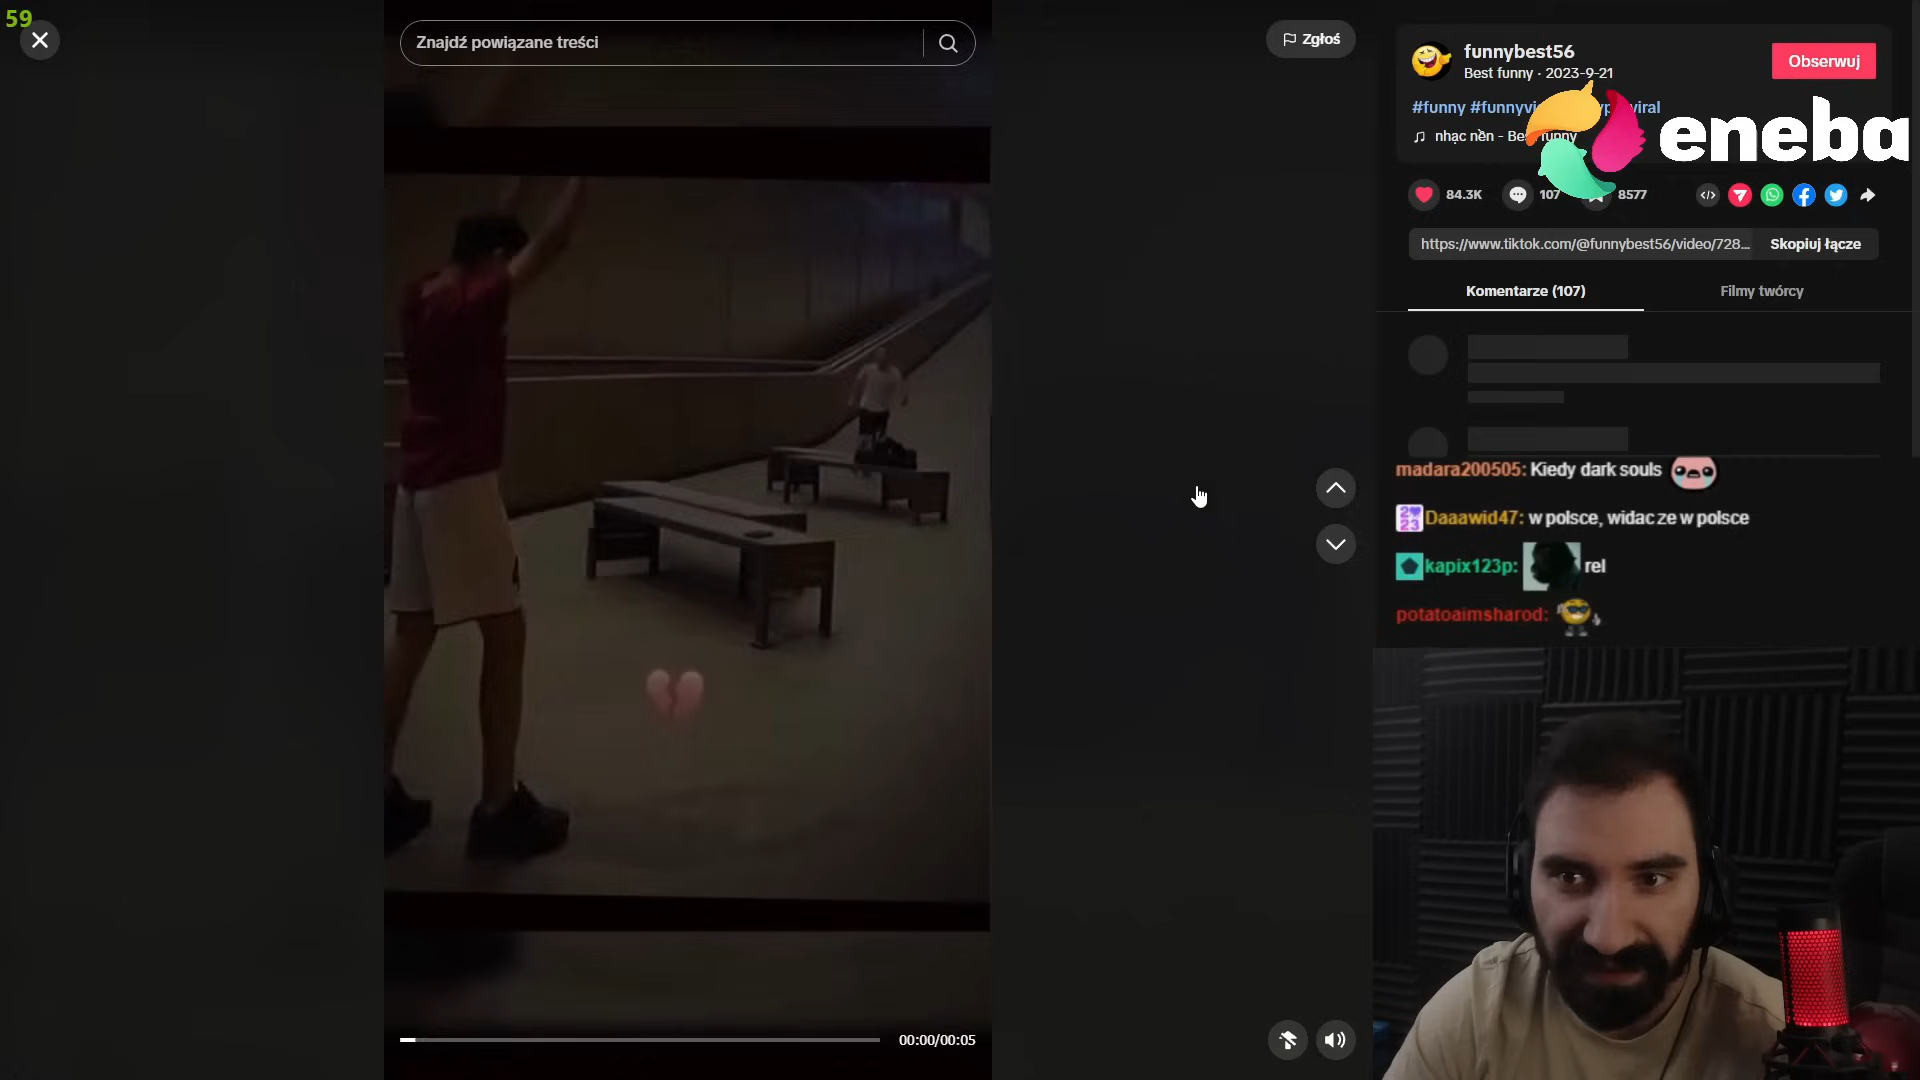 59
Znajdź powiązane treści
Zgłoś
funnybest56
Best funny · 2023-9-21
Obserwuj
#funny #funnyvi viral
nhạc nền - Best funny
eneba
84.3K
107
8577
https://www.tiktok.com/@funnybest56/video/728...
Skopiuj łącze
Komentarze (107)
Filmy twórcy
madara200505: Kiedy dark souls
Daaawid47: w polsce, widac ze w polsce
kapix123p: rel
potatoaimsharod:
00:00/00:05